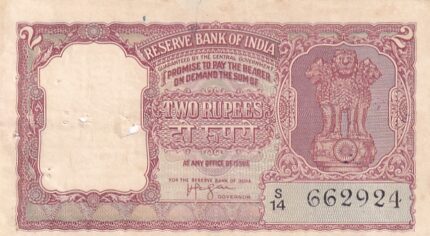 2 RESERVE BANK OF INDIA 2
GUARANTEED BY THE CENTRAL GOVERNMENT
I PROMISE TO PAY THE BEARER
ON DEMAND THE SUM OF
TWO RUPEES
दो रुपये
AT ANY OFFICE OF ISSUE
FOR THE RESERVE BANK OF INDIA
GOVERNOR
S/14 662924